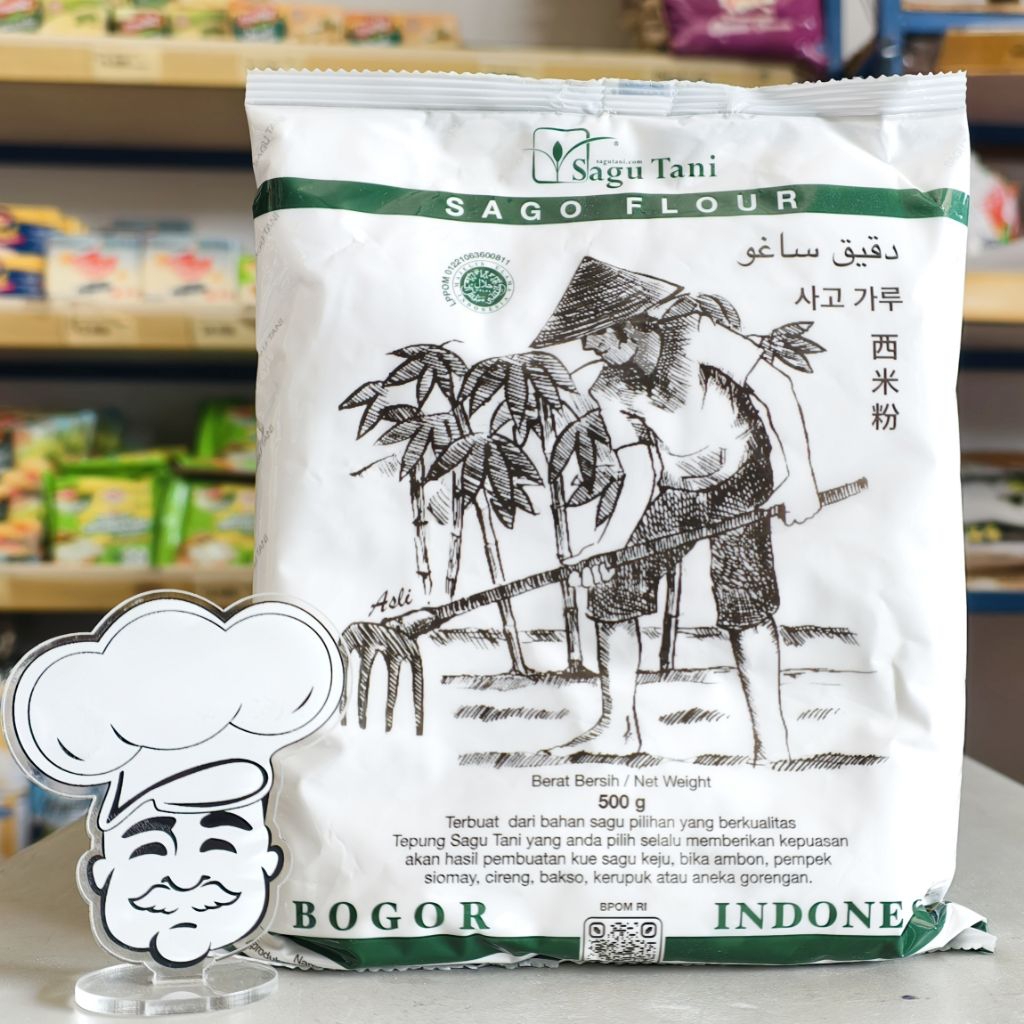 sagutani.com
Sagu Tani
SAGO FLOUR
LPPOM 01221063600811
دقيق ساغو
사고 가루
西米粉
Asli
Berat Bersih / Net Weight
500 g
Terbuat dari bahan sagu pilihan yang berkualitas
Tepung Sagu Tani yang anda pilih selalu memberikan kepuasan
akan hasil pembuatan kue sagu keju, bika ambon, pempek
siomay, cireng, bakso, kerupuk atau aneka gorengan.
BPOM RI
BOGOR INDONES